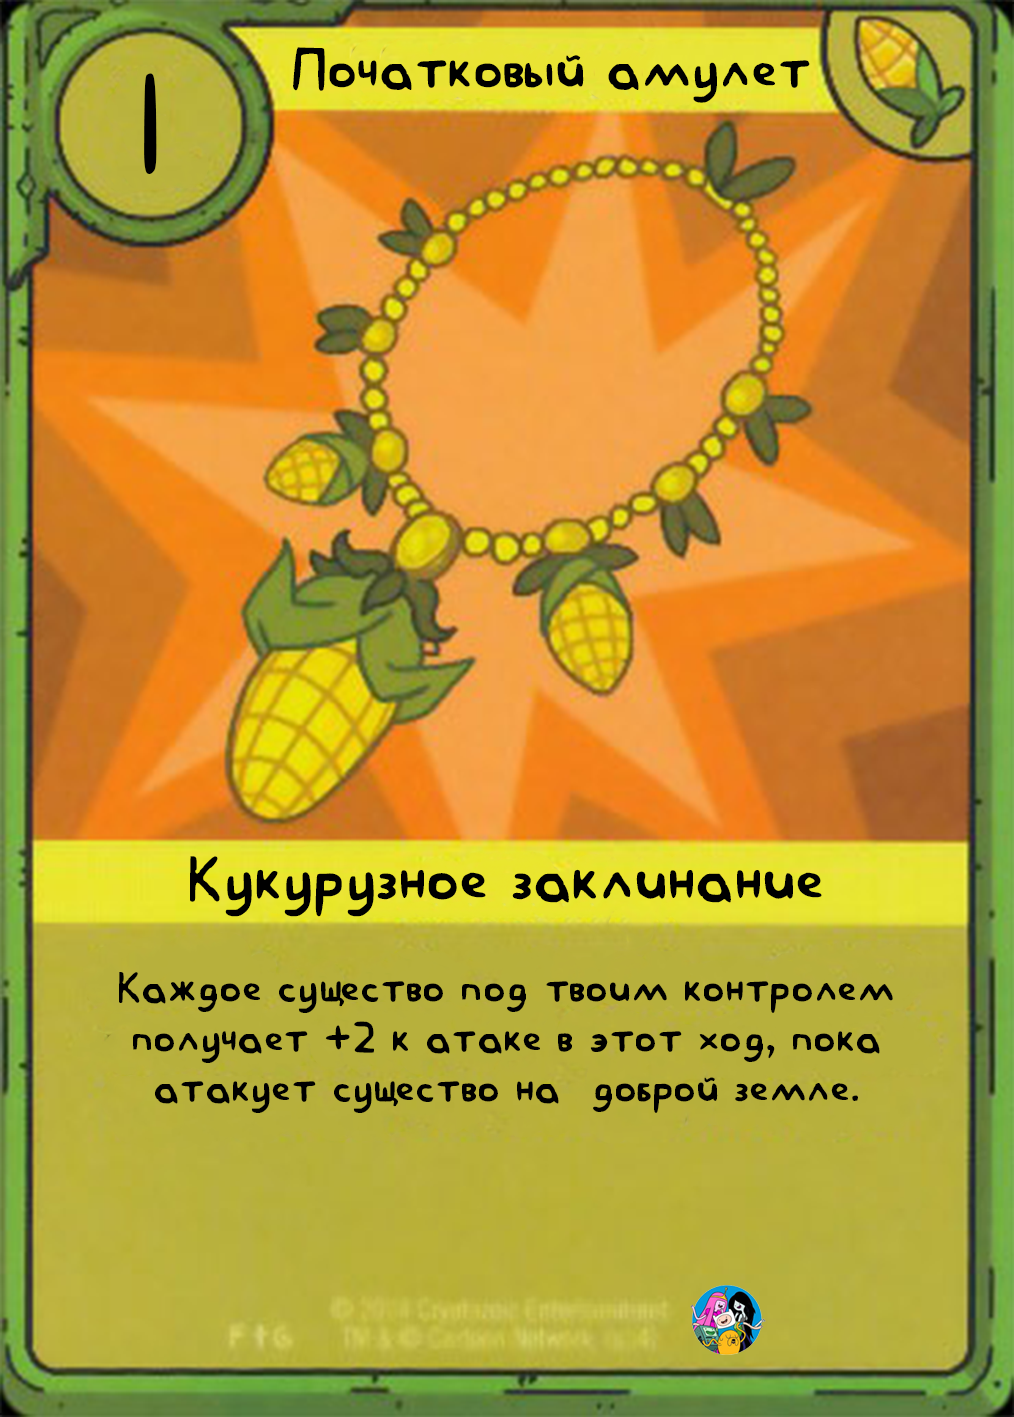 1
Початковый амулет
Кукурузное заклинание
Каждое существо под твоим контролем
получает +2 к атаке в этот ход, пока
атакует существо на доброй земле.